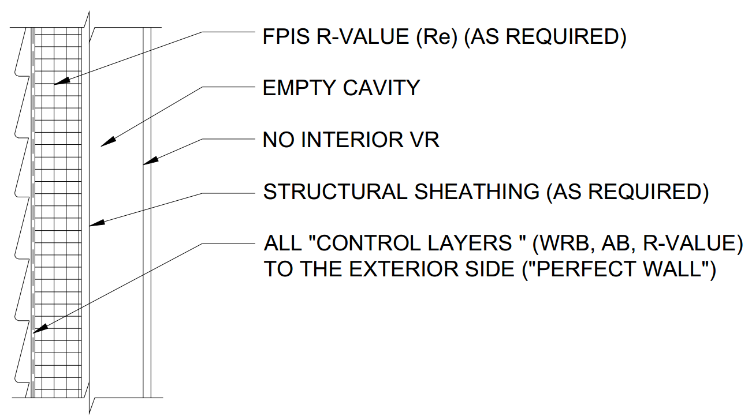 FPIS R-VALUE (Re) (AS REQUIRED)
EMPTY CAVITY
NO INTERIOR VR
STRUCTURAL SHEATHING (AS REQUIRED)
ALL "CONTROL LAYERS " (WRB, AB, R-VALUE)
TO THE EXTERIOR SIDE ("PERFECT WALL")